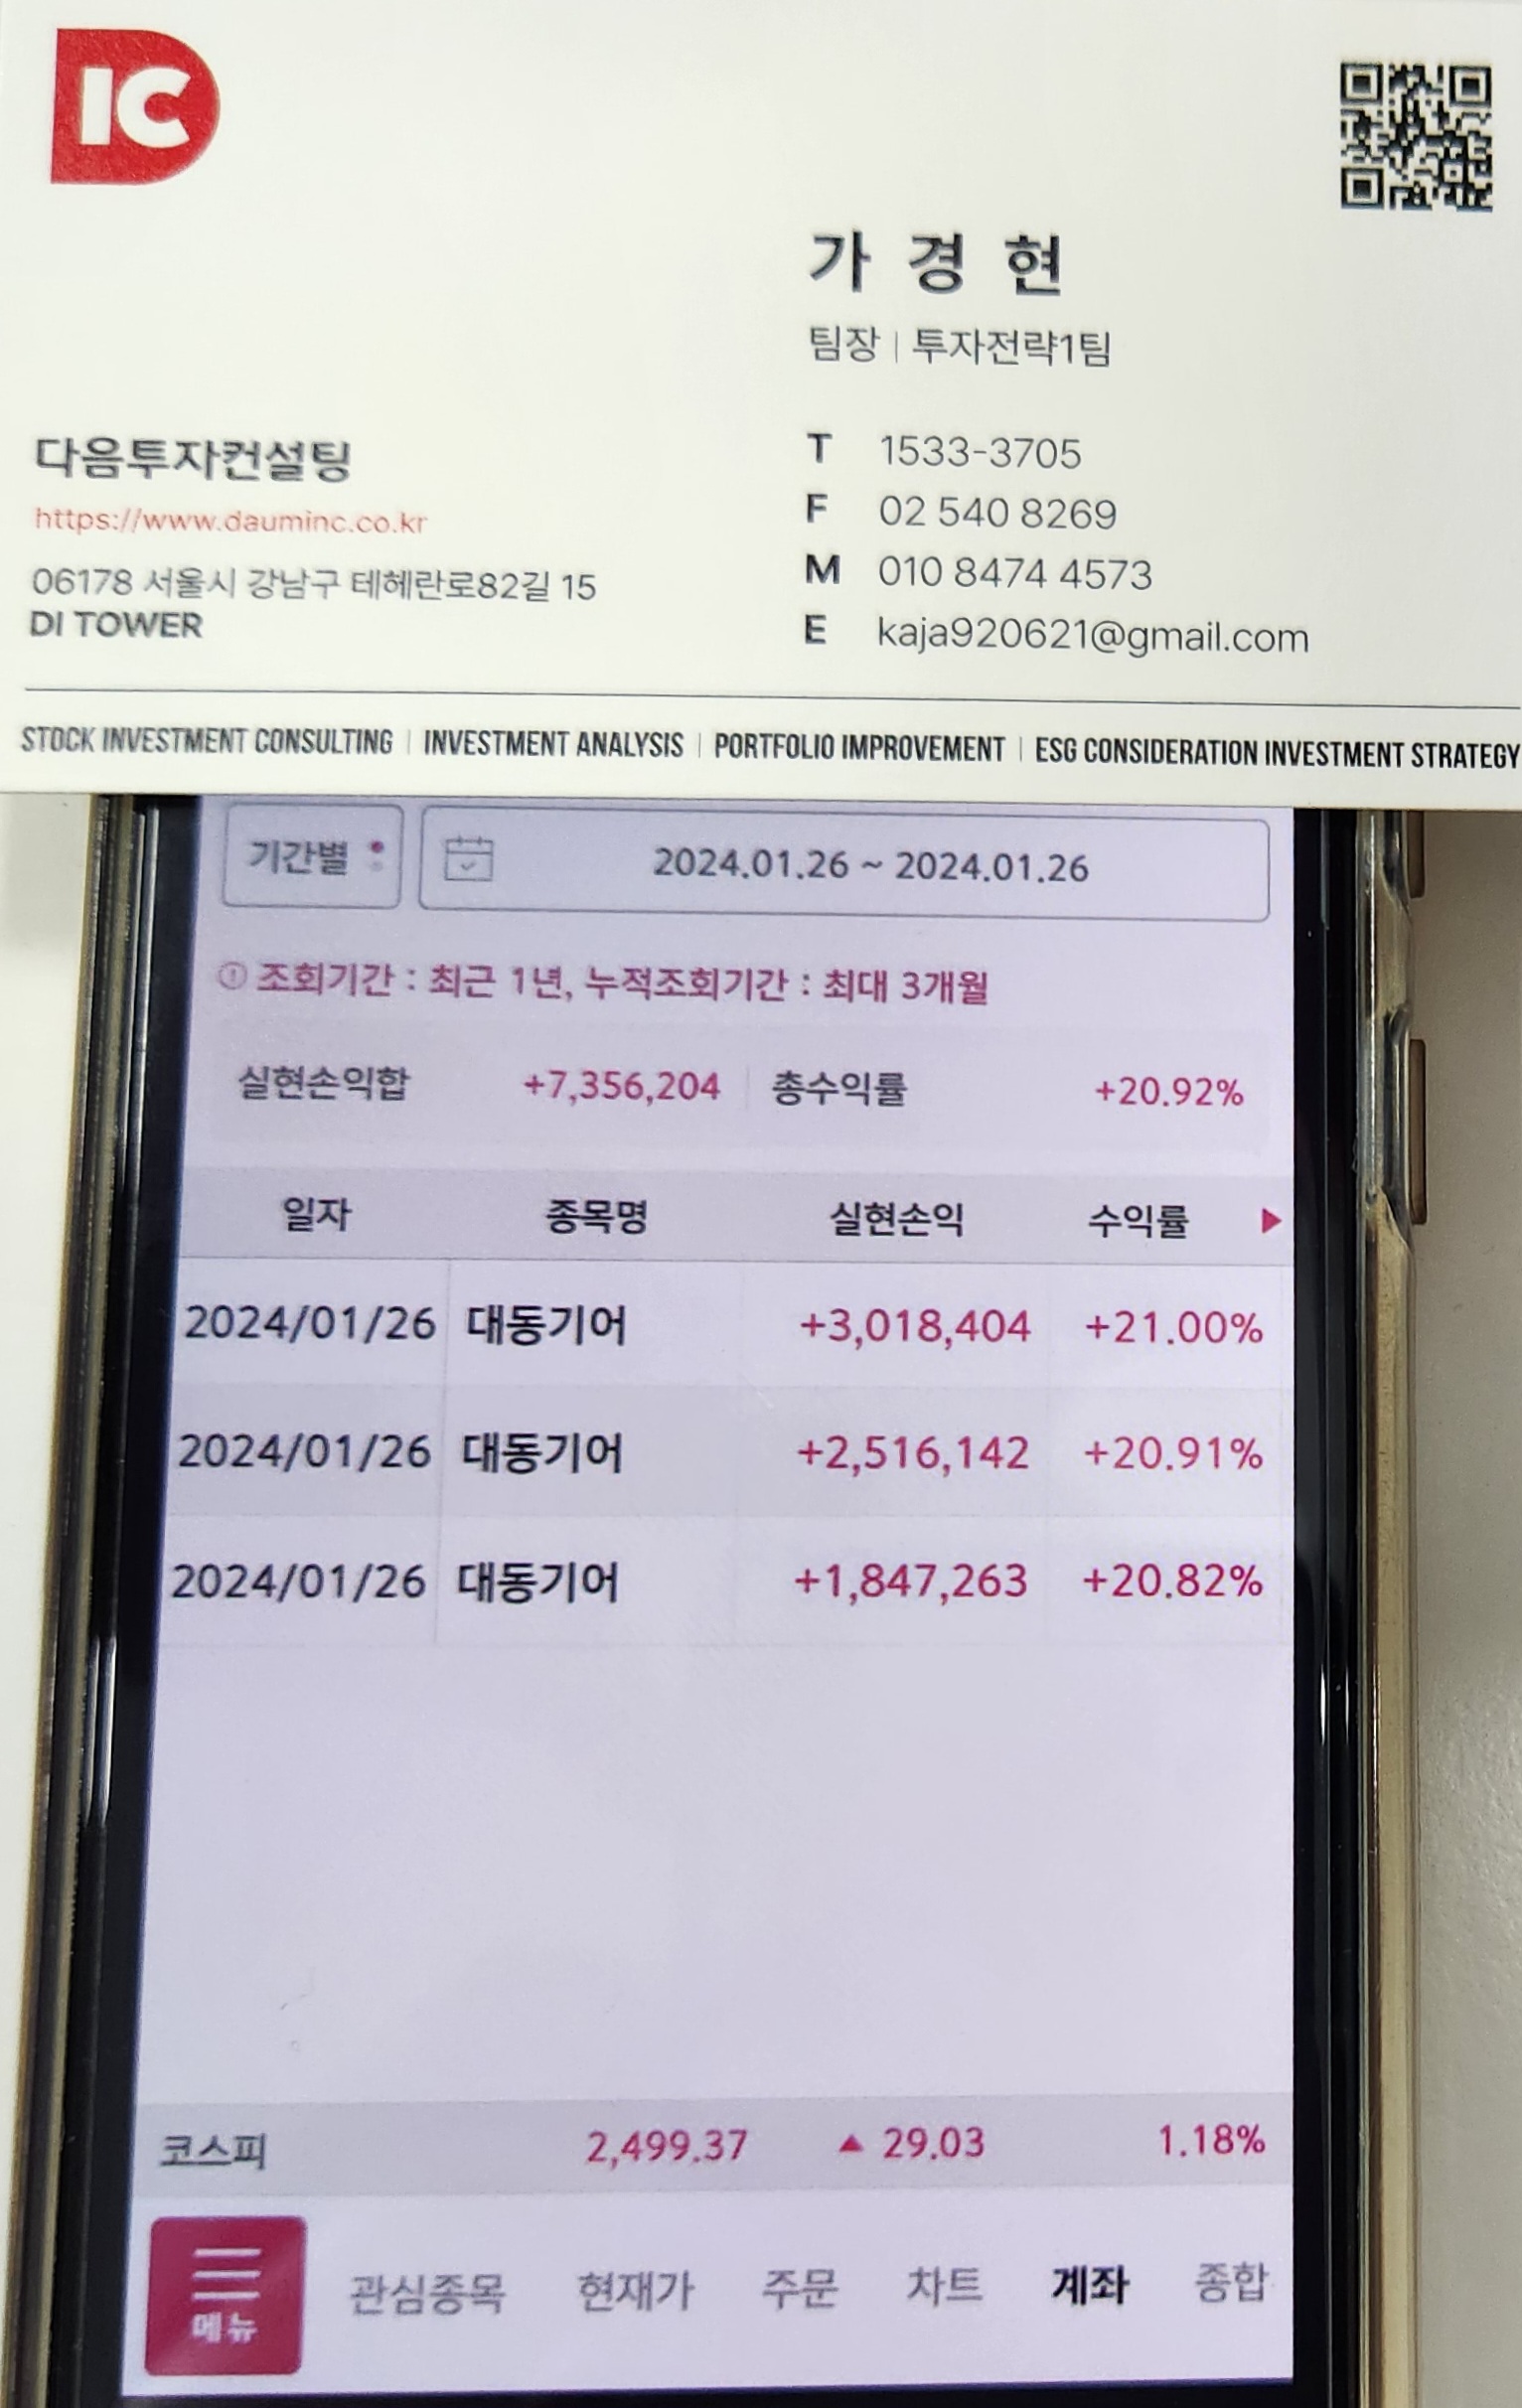 IC
가경현
팀장 | 투자전략1팀
다음투자컨설팅
https://www.dauminc.co.kr
06178 서울시 강남구 테헤란로82길 15
DI TOWER
T 1533-3705
F 02 540 8269
M 010 8474 4573
E kaja920621@gmail.com
STOCK INVESTMENT CONSULTING | INVESTMENT ANALYSIS | PORTFOLIO IMPROVEMENT | ESG CONSIDERATION INVESTMENT STRATEGY
기간별 2024.01.26 ~ 2024.01.26
조회기간 : 최근 1년, 누적조회기간 : 최대 3개월
실현손익합 +7,356,204 총수익률 +20.92%
일자 종목명 실현손익 수익률
2024/01/26 대동기어 +3,018,404 +21.00%
2024/01/26 대동기어 +2,516,142 +20.91%
2024/01/26 대동기어 +1,847,263 +20.82%
코스피 2,499.37 ▲ 29.03 1.18%
메뉴 관심종목 현재가 주문 차트 계좌 종합